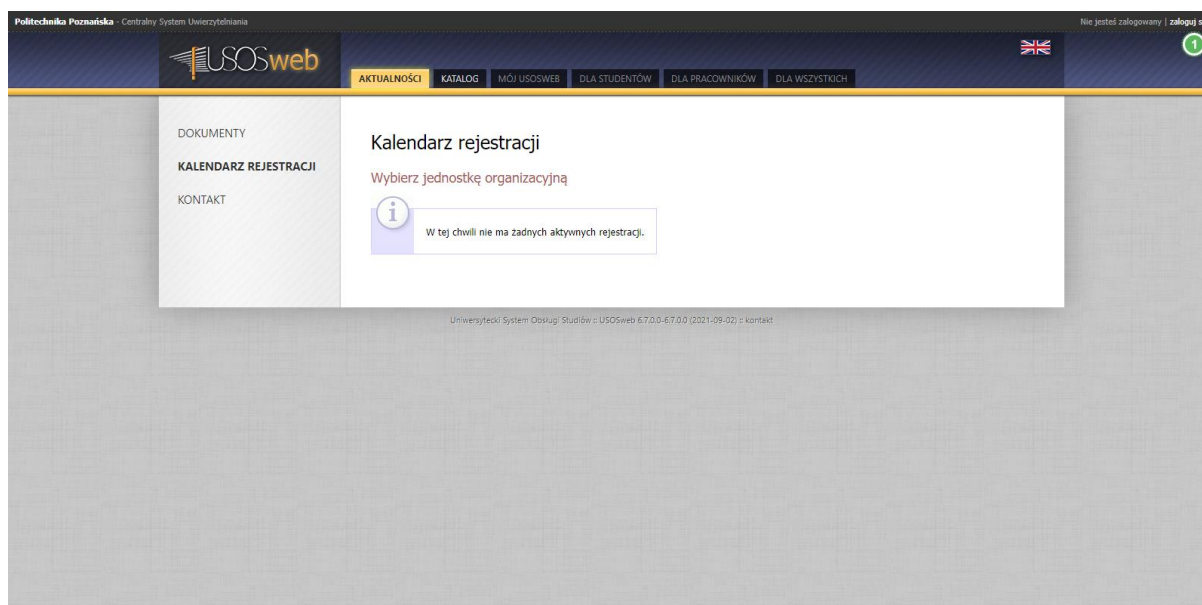 Politechnika Poznańska - Centralny System Uwierzytelniania
Nie jesteś zalogowany | zaloguj s
1
USOSweb
AKTUALNOŚCI KATALOG MÓJ USOSWEB DLA STUDENTÓW DLA PRACOWNIKÓW DLA WSZYSTKICH
DOKUMENTY
KALENDARZ REJESTRACJI
KONTAKT
Kalendarz rejestracji
Wybierz jednostkę organizacyjną
i
W tej chwili nie ma żadnych aktywnych rejestracji.
Uniwersytecki System Obsługi Studiów :: USOSweb 6.7.0.0-6.7.0.0 (2021-09-02) :: kontakt